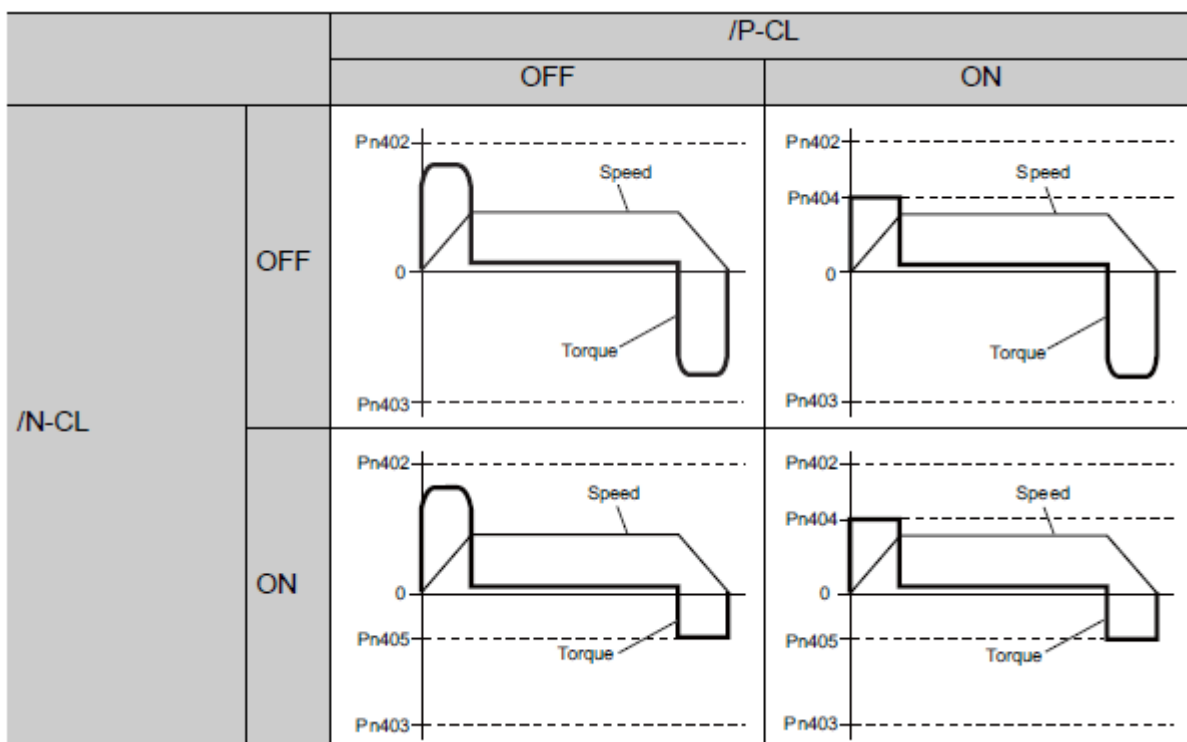 /P-CL
OFF
ON
/N-CL
OFF
Pn402
Speed
0
Torque
Pn403
Pn402
Pn404
Speed
0
Torque
Pn403
ON
Pn402
Speed
0
Pn405
Torque
Pn403
Pn402
Pn404
Speed
0
Pn405
Torque
Pn403